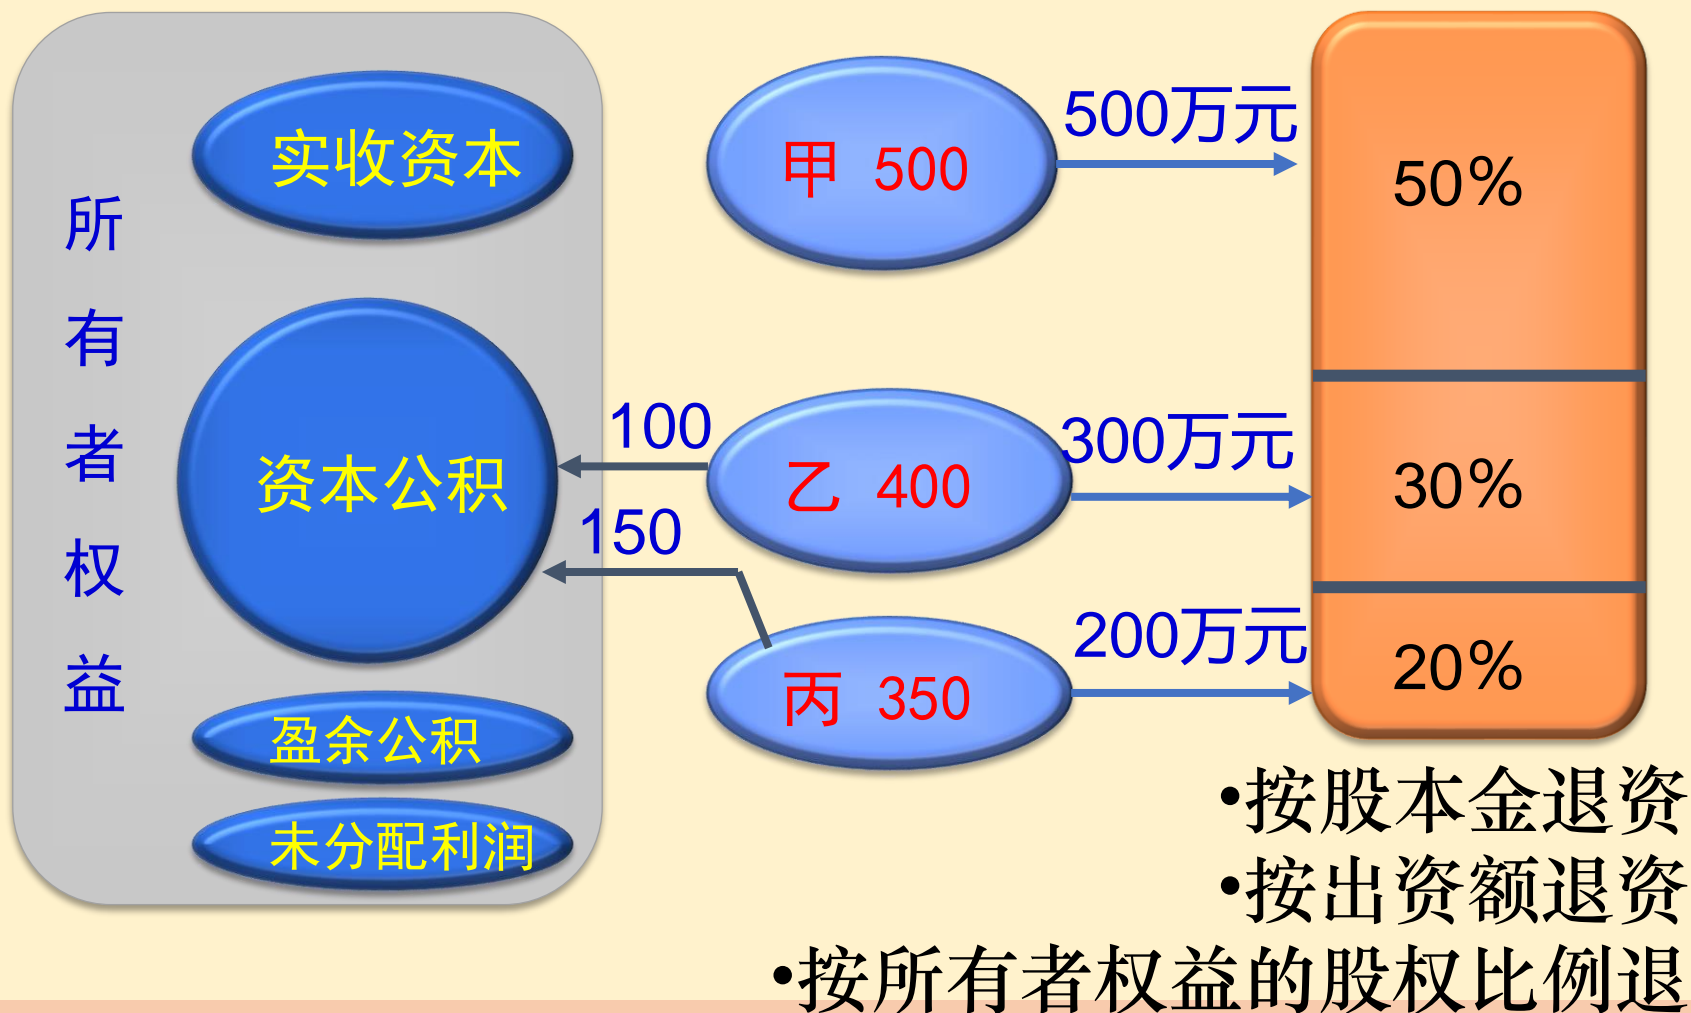 所有者权益
实收资本
资本公积
盈余公积
未分配利润
甲 500
500万元
50%
100
乙 400
300万元
30%
150
丙 350
200万元
20%
•按股本金退资
•按出资额退资
•按所有者权益的股权比例退